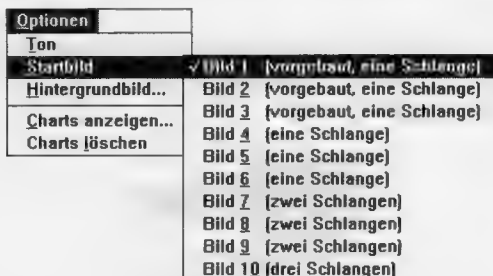 Optionen
Ton
Startbild
Hintergrundbild...
Charts anzeigen...
Charts löschen
✓Bild 1 (vorgebaut, eine Schlange)
Bild 2 (vorgebaut, eine Schlange)
Bild 3 (vorgebaut, eine Schlange)
Bild 4 (eine Schlange)
Bild 5 (eine Schlange)
Bild 6 (eine Schlange)
Bild 7 (zwei Schlangen)
Bild 8 (zwei Schlangen)
Bild 9 (zwei Schlangen)
Bild 10 (drei Schlangen)